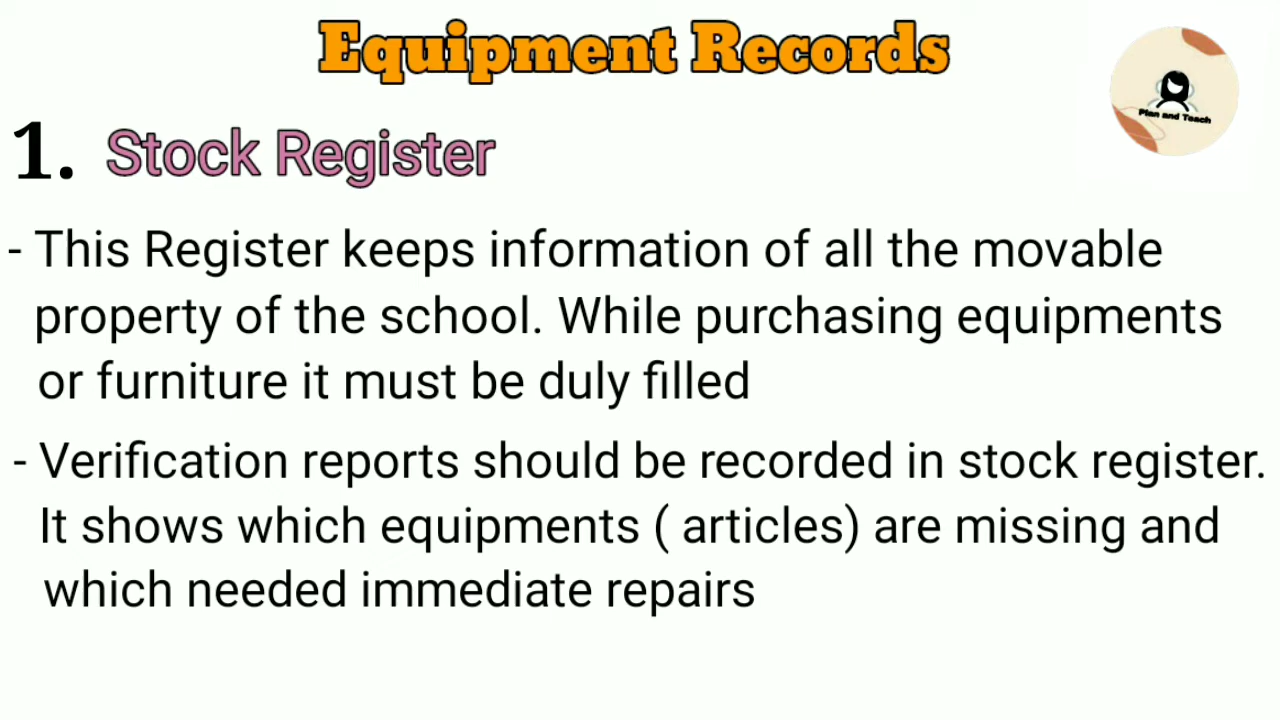 Equipment Records
Plan and Teach
1. Stock Register
- This Register keeps information of all the movable
property of the school. While purchasing equipments
or furniture it must be duly filled
- Verification reports should be recorded in stock register.
It shows which equipments ( articles) are missing and
which needed immediate repairs